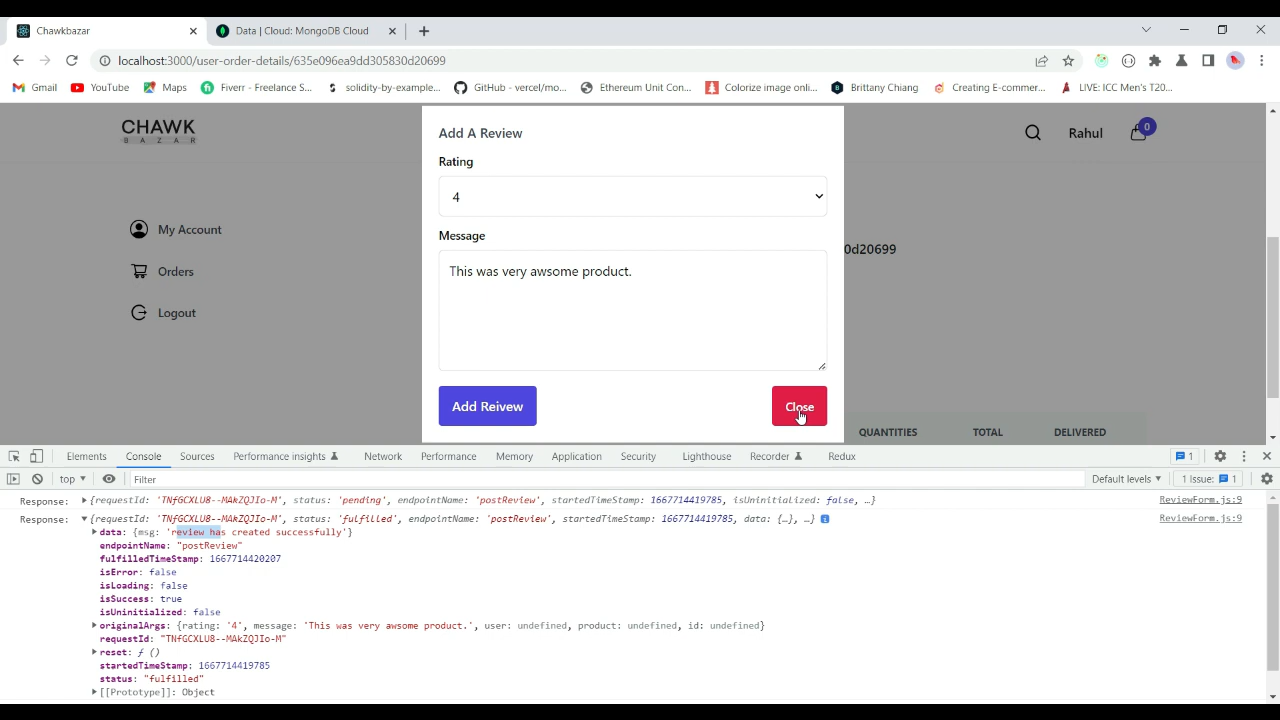 Chawkbazar
Data | Cloud: MongoDB Cloud
localhost:3000/user-order-details/635e096ea9dd305830d20699
Gmail YouTube Maps Fiverr - Freelance S... solidity-by-example... GitHub - vercel/mo... Ethereum Unit Con... Colorize image onli... Brittany Chiang Creating E-commer... LIVE: ICC Men's T20...
CHAWK
BAZAR
Rahul 0
My Account
Orders
Logout
Add A Review
Rating
4
Message
This was very awsome product.
Add Reivew Close
0d20699
QUANTITIES TOTAL DELIVERED
Elements Console Sources Performance insights Network Performance Memory Application Security Lighthouse Recorder Redux 1
top Filter Default levels 1 Issue: 1
Response: {requestId: 'TNfGCXLU8--MAkZQJIo-M', status: 'pending', endpointName: 'postReview', startedTimeStamp: 1667714419785, isUninitialized: false, …} ReviewForm.js:9
Response: {requestId: 'TNfGCXLU8--MAkZQJIo-M', status: 'fulfilled', endpointName: 'postReview', startedTimeStamp: 1667714419785, data: {…}, …} ReviewForm.js:9
data: {msg: 'review has created successfully'}
endpointName: "postReview"
fulfilledTimeStamp: 1667714420207
isError: false
isLoading: false
isSuccess: true
isUninitialized: false
originalArgs: {rating: '4', message: 'This was very awsome product.', user: undefined, product: undefined, id: undefined}
requestId: "TNfGCXLU8--MAkZQJIo-M"
reset: ƒ ()
startedTimeStamp: 1667714419785
status: "fulfilled"
[[Prototype]]: Object